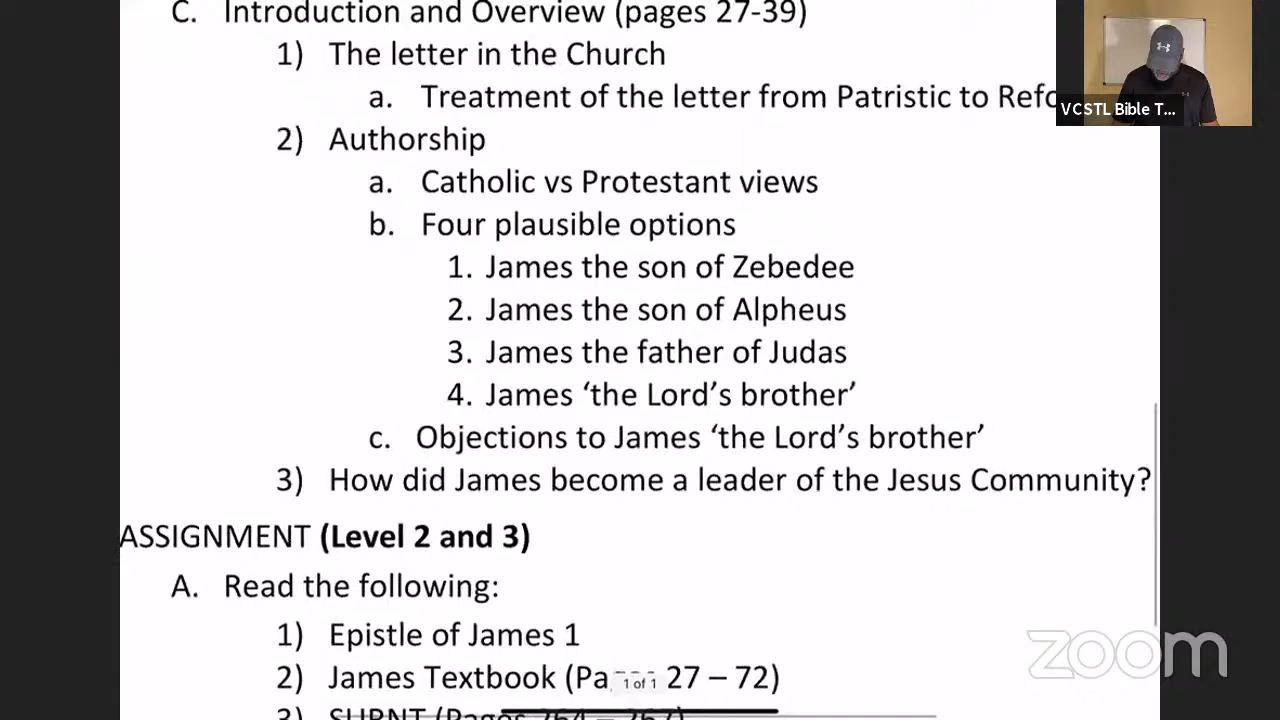 C. Introduction and Overview (pages 27-39)
1) The letter in the Church
a. Treatment of the letter from Patristic to
VCSTL Bible T...
2) Authorship
a. Catholic vs Protestant views
b. Four plausible options
1. James the son of Zebedee
2. James the son of Alpheus
3. James the father of Judas
4. James ‘the Lord’s brother’
c. Objections to James ‘the Lord’s brother’
3) How did James become a leader of the Jesus Community?
ASSIGNMENT (Level 2 and 3)
A. Read the following:
1) Epistle of James 1
zoom
2) James Textbook 27 – 72)
1 of 1
3)